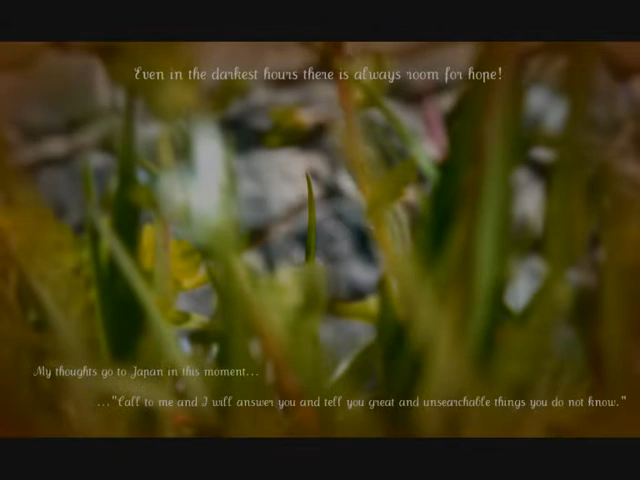 Even in the darkest hours there is always room for hope!
My thoughts go to Japan in this moment...
..."Call to me and I will answer you and tell you great and unsearchable things you do not know."